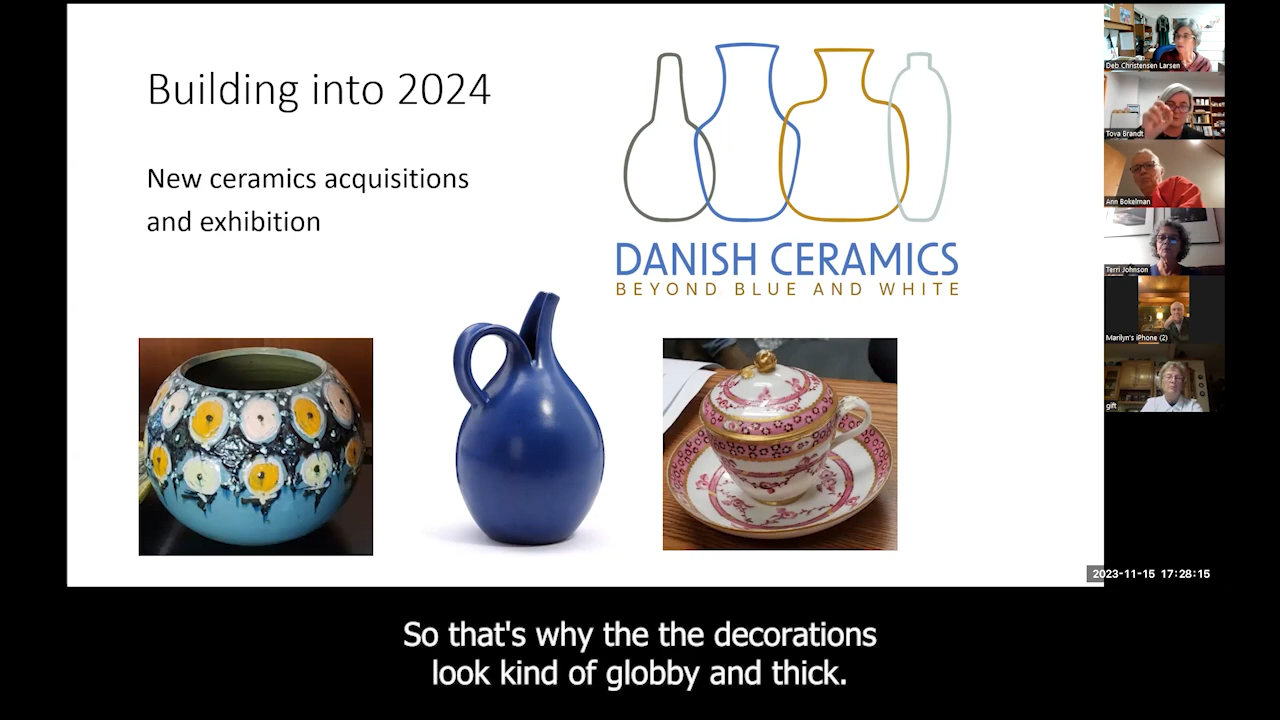 Building into 2024
New ceramics acquisitions
and exhibition
DANISH CERAMICS
BEYOND BLUE AND WHITE
Deb Christensen Larsen
Tova Brandt
Ann Bokelman
Terri Johnson
Marilyn's iPhone (2)
gift
2023-11-15 17:28:15
So that's why the the decorations
look kind of globby and thick.